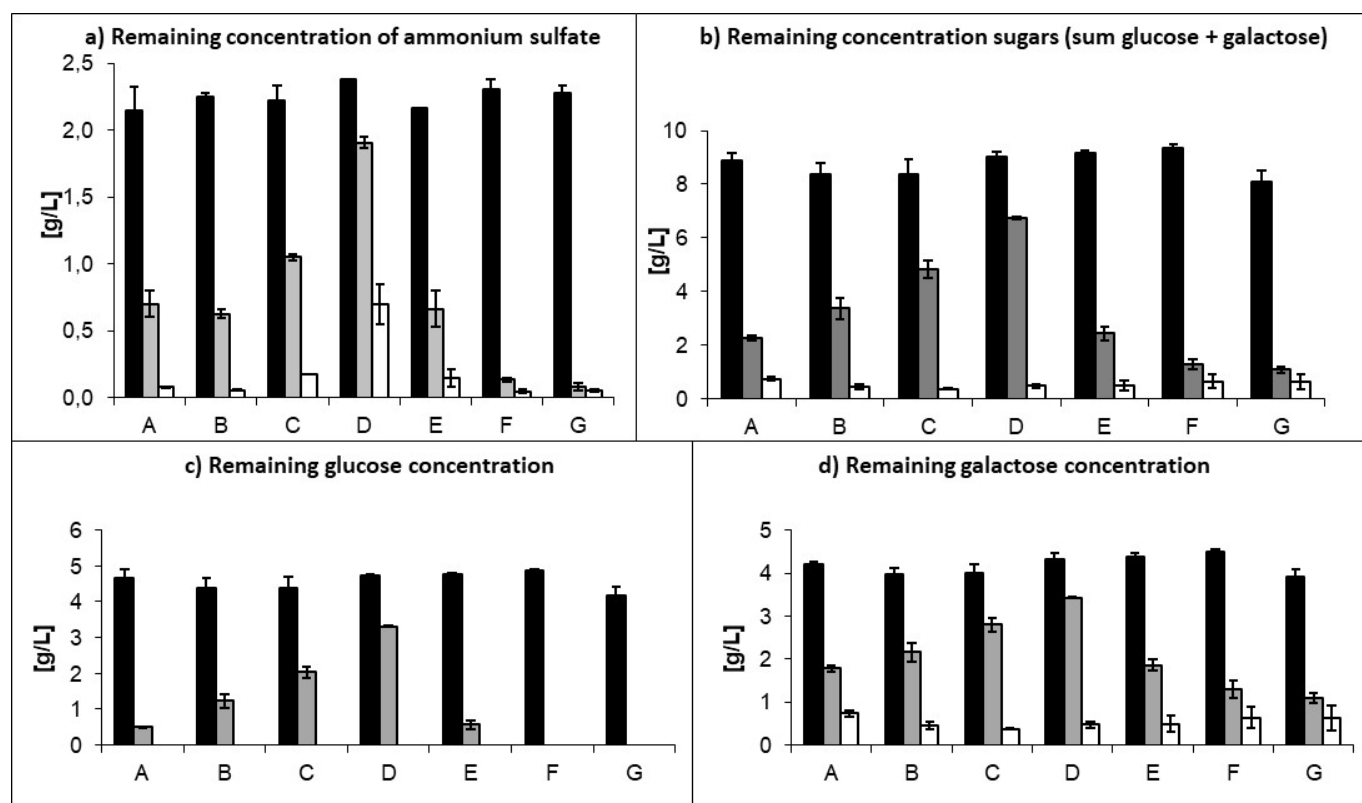 a) Remaining concentration of ammonium sulfate
[g/L]
2,5
2,0
1,5
1,0
0,5
0,0
A B C D E F G
b) Remaining concentration sugars (sum glucose + galactose)
[g/L]
10
8
6
4
2
0
A B C D E F G
c) Remaining glucose concentration
[g/L]
6
5
4
3
2
1
0
A B C D E F G
d) Remaining galactose concentration
[g/L]
5
4
3
2
1
0
A B C D E F G